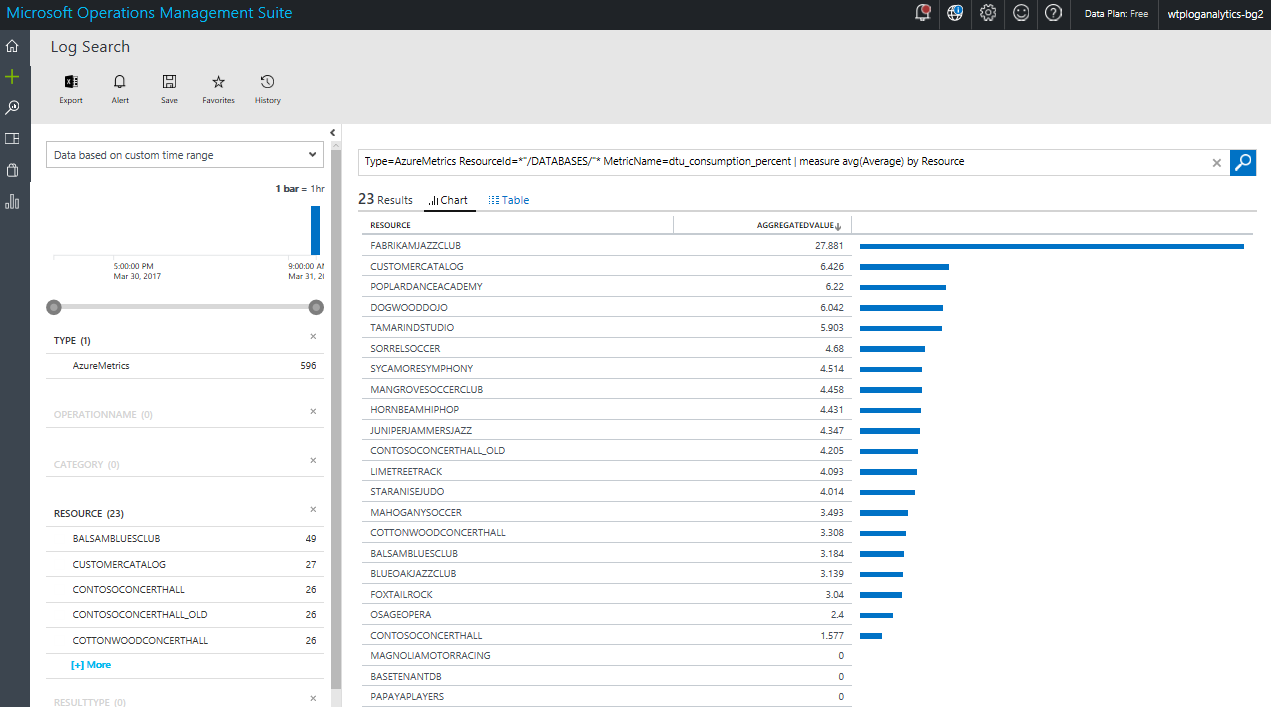 Microsoft Operations Management Suite
Data Plan: Free
wtploganalytics-bg2
Log Search
Export
Alert
Save
Favorites
History
Data based on custom time range
1 bar = 1hr
5:00:00 PM
Mar 30, 2017
9:00:00 AM
Mar 31, 2
TYPE (1)
AzureMetrics 596
OPERATIONNAME (0)
CATEGORY (0)
RESOURCE (23)
BALSAMBLUESCLUB 49
CUSTOMERCATALOG 27
CONTOSOCONCERTHALL 26
CONTOSOCONCERTHALL_OLD 26
COTTONWOODCONCERTHALL 26
[+] More
RESULTTYPE (0)
Type=AzureMetrics ResourceId=*"/DATABASES/"* MetricName=dtu_consumption_percent | measure avg(Average) by Resource
23 Results
Chart
Table
RESOURCE AGGREGATEDVALUE
FABRIKAMJAZZCLUB 27.881
CUSTOMERCATALOG 6.426
POPLARDANCEACADEMY 6.22
DOGWOODDOJO 6.042
TAMARINDSTUDIO 5.903
SORRELSOCCER 4.68
SYCAMORESYMPHONY 4.514
MANGROVESOCCERCLUB 4.458
HORNBEAMHIPHOP 4.431
JUNIPERJAMMERSJAZZ 4.347
CONTOSOCONCERTHALL_OLD 4.205
LIMETREETRACK 4.093
STARANISEJUDO 4.014
MAHOGANYSOCCER 3.493
COTTONWOODCONCERTHALL 3.308
BALSAMBLUESCLUB 3.184
BLUEOAKJAZZCLUB 3.139
FOXTAILROCK 3.04
OSAGEOPERA 2.4
CONTOSOCONCERTHALL 1.577
MAGNOLIAMOTORRACING 0
BASETENANTDB 0
PAPAYAPLAYERS 0